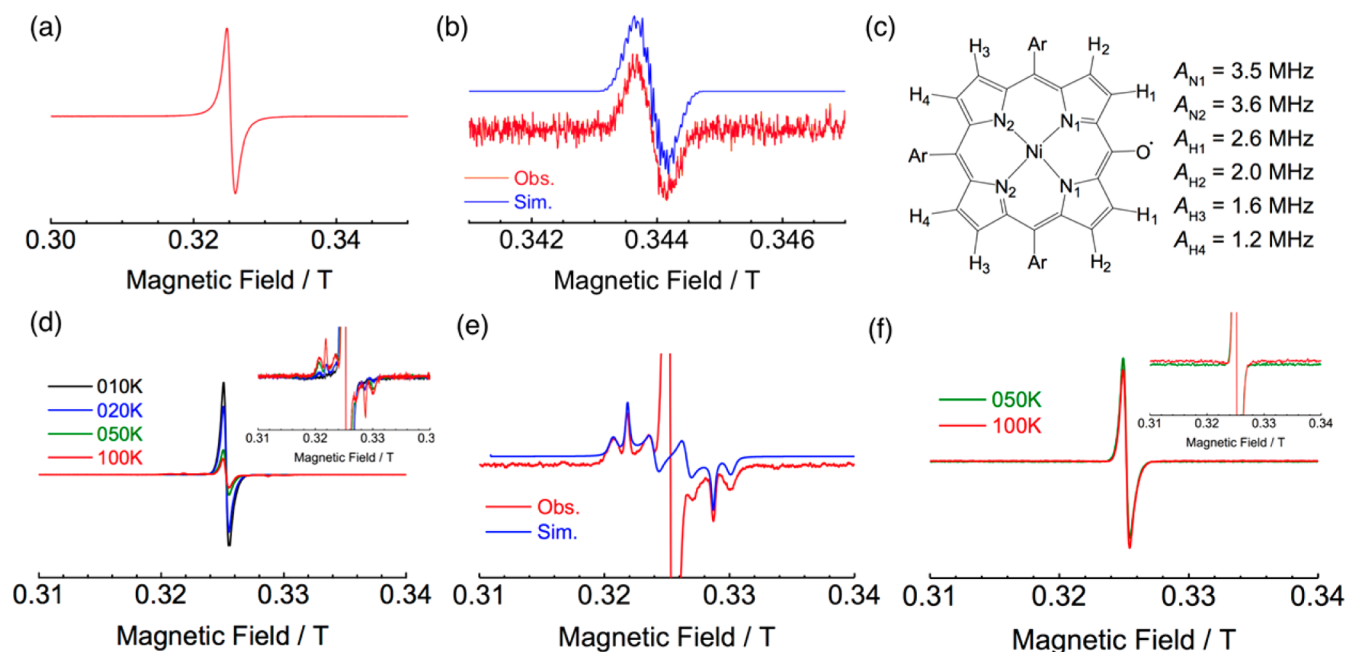 (a)
0.30
0.32
0.34
Magnetic Field / T
(b)
Obs.
Sim.
0.342
0.344
0.346
Magnetic Field / T
(c)
H3
Ar
H2
H4
H1
N2
N1
Ar
Ni
O•
N2
N1
H4
H1
H3
Ar
H2
AN1 = 3.5 MHz
AN2 = 3.6 MHz
AH1 = 2.6 MHz
AH2 = 2.0 MHz
AH3 = 1.6 MHz
AH4 = 1.2 MHz
(d)
010K
020K
050K
100K
0.31
0.32
0.33
0.3
Magnetic Field / T
0.31
0.32
0.33
0.34
Magnetic Field / T
(e)
Obs.
Sim.
0.31
0.32
0.33
0.34
Magnetic Field / T
(f)
050K
100K
0.31
0.32
0.33
0.34
Magnetic Field / T
0.31
0.32
0.33
0.34
Magnetic Field / T